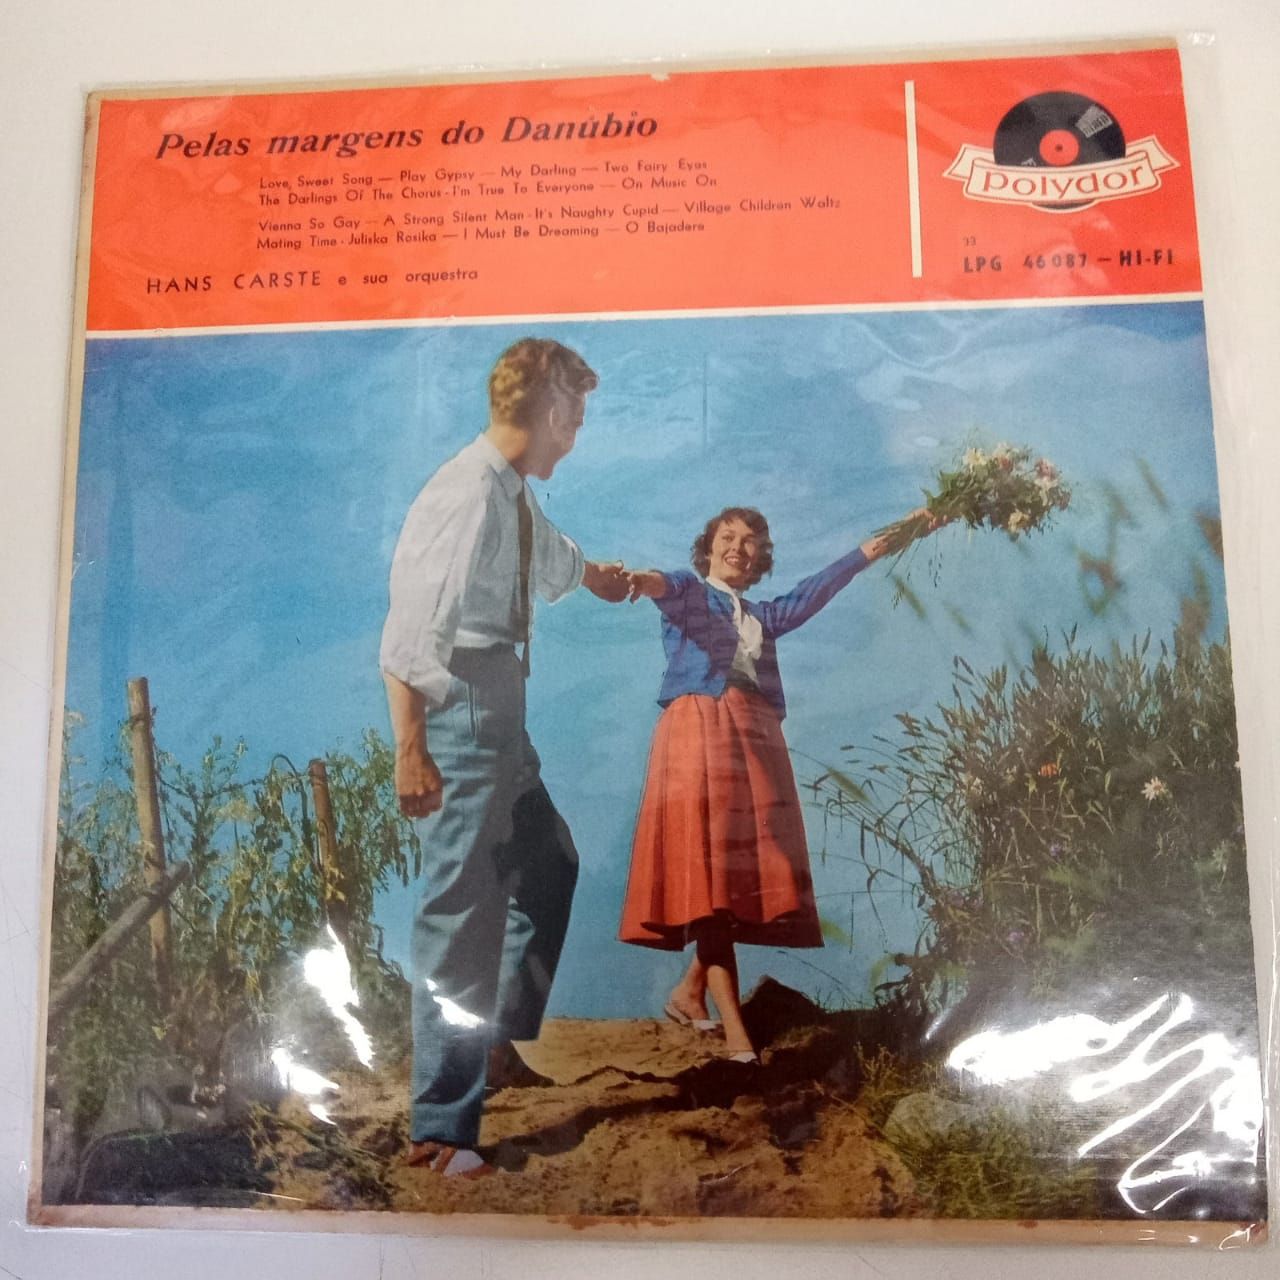 Pelas margens do Danúbio
Love, Sweet Song — Play Gypsy — My Darling — Two Fairy Eyes
The Darlings Of The Chorus - I'm True To Everyone — On Music On
Vienna So Gay — A Strong Silent Man - It's Naughty Cupid — Village Children Waltz
Mating Time - Juliska Rosika — I Must Be Dreaming — O Bajadere
HANS CARSTE e sua orquestra
polydor
33
LPG 46087 — HI-FI